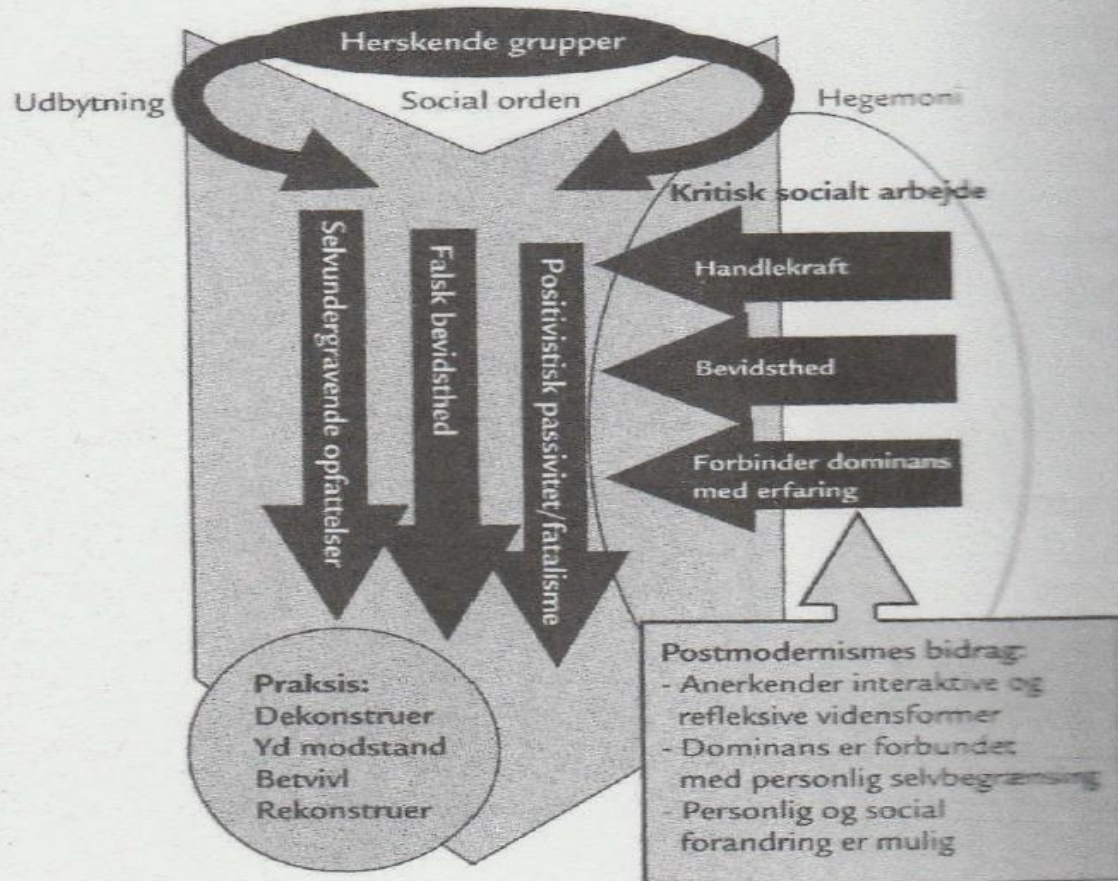 Herskende grupper
Udbytning
Social orden
Hegemoni
Kritisk socialt arbejde
Selvundergravende opfattelser
Falsk bevidsthed
Positivistisk passivitet/fatalisme
Handlekraft
Bevidsthed
Forbinder dominans
med erfaring
Praksis:
Dekonstruer
Yd modstand
Betvivl
Rekonstruer
Postmodernismes bidrag:
- Anerkender interaktive og
refleksive vidensformer
- Dominans er forbundet
med personlig selvbegrænsing
- Personlig og social
forandring er mulig